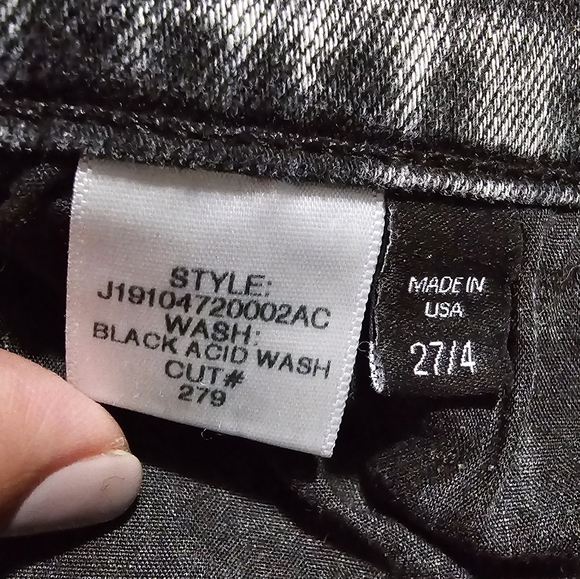 STYLE:
J19104720002AC
WASH:
BLACK ACID WASH
CUT#
279
MADE IN
USA
27/4